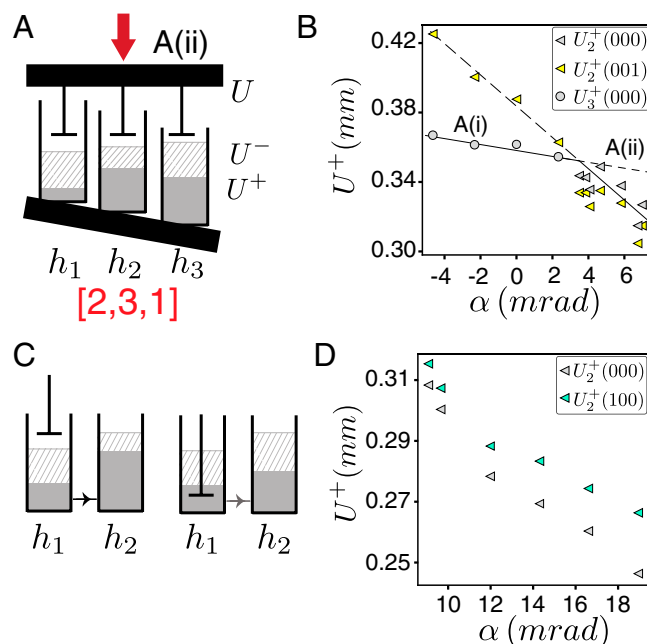 A
A(ii)
U
U⁻
U⁺
h₁ h₂ h₃
[2,3,1]
B
U⁺(mm)
0.42
0.38
0.34
0.30
U₂⁺(000)
U₂⁺(001)
U₃⁺(000)
A(i)
A(ii)
-4 -2 0 2 4 6
α (mrad)
C
h₁ h₂ h₁ h₂
D
U⁺(mm)
0.31
0.29
0.27
0.25
U₂⁺(000)
U₂⁺(100)
10 12 14 16 18
α (mrad)